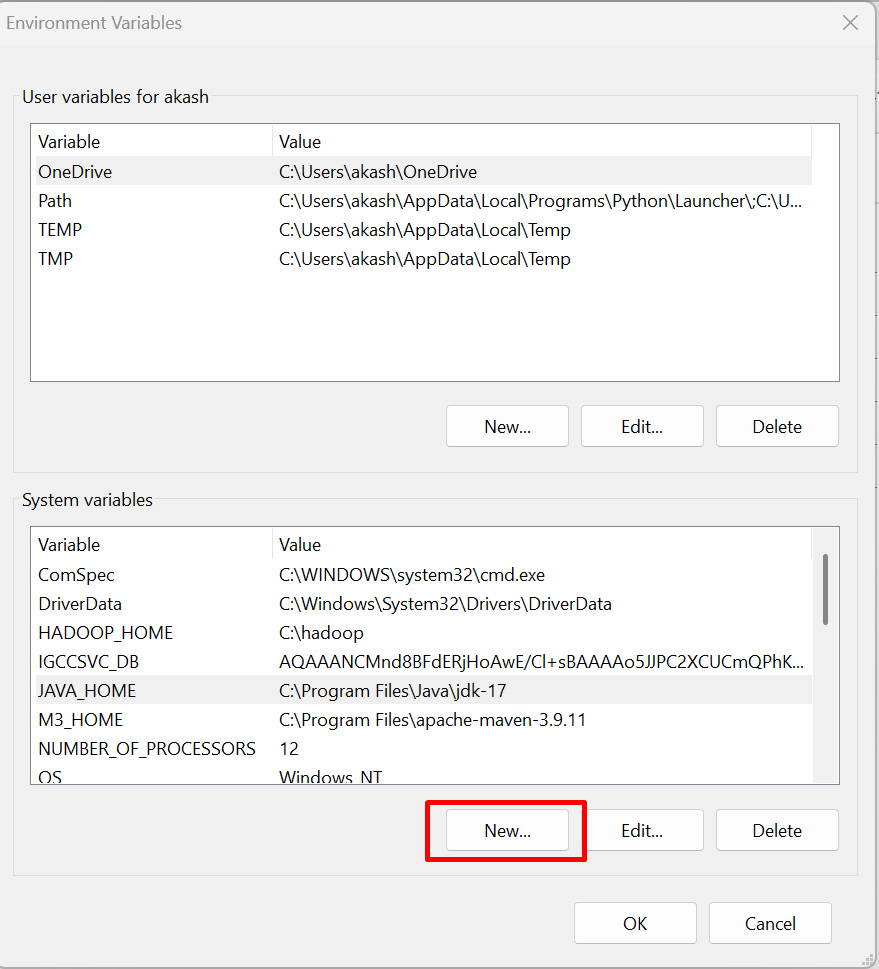 Environment Variables
User variables for akash
Variable Value
OneDrive C:\Users\akash\OneDrive
Path C:\Users\akash\AppData\Local\Programs\Python\Launcher\;C:\U...
TEMP C:\Users\akash\AppData\Local\Temp
TMP C:\Users\akash\AppData\Local\Temp
New... Edit... Delete
System variables
Variable Value
ComSpec C:\WINDOWS\system32\cmd.exe
DriverData C:\Windows\System32\Drivers\DriverData
HADOOP_HOME C:\hadoop
IGCCSVC_DB AQAAANCMnd8BFdERjHoAwE/Cl+sBAAAAo5JJPC2XCUCmQPhK...
JAVA_HOME C:\Program Files\Java\jdk-17
M3_HOME C:\Program Files\apache-maven-3.9.11
NUMBER_OF_PROCESSORS 12
OS Windows_NT
New... Edit... Delete
OK Cancel